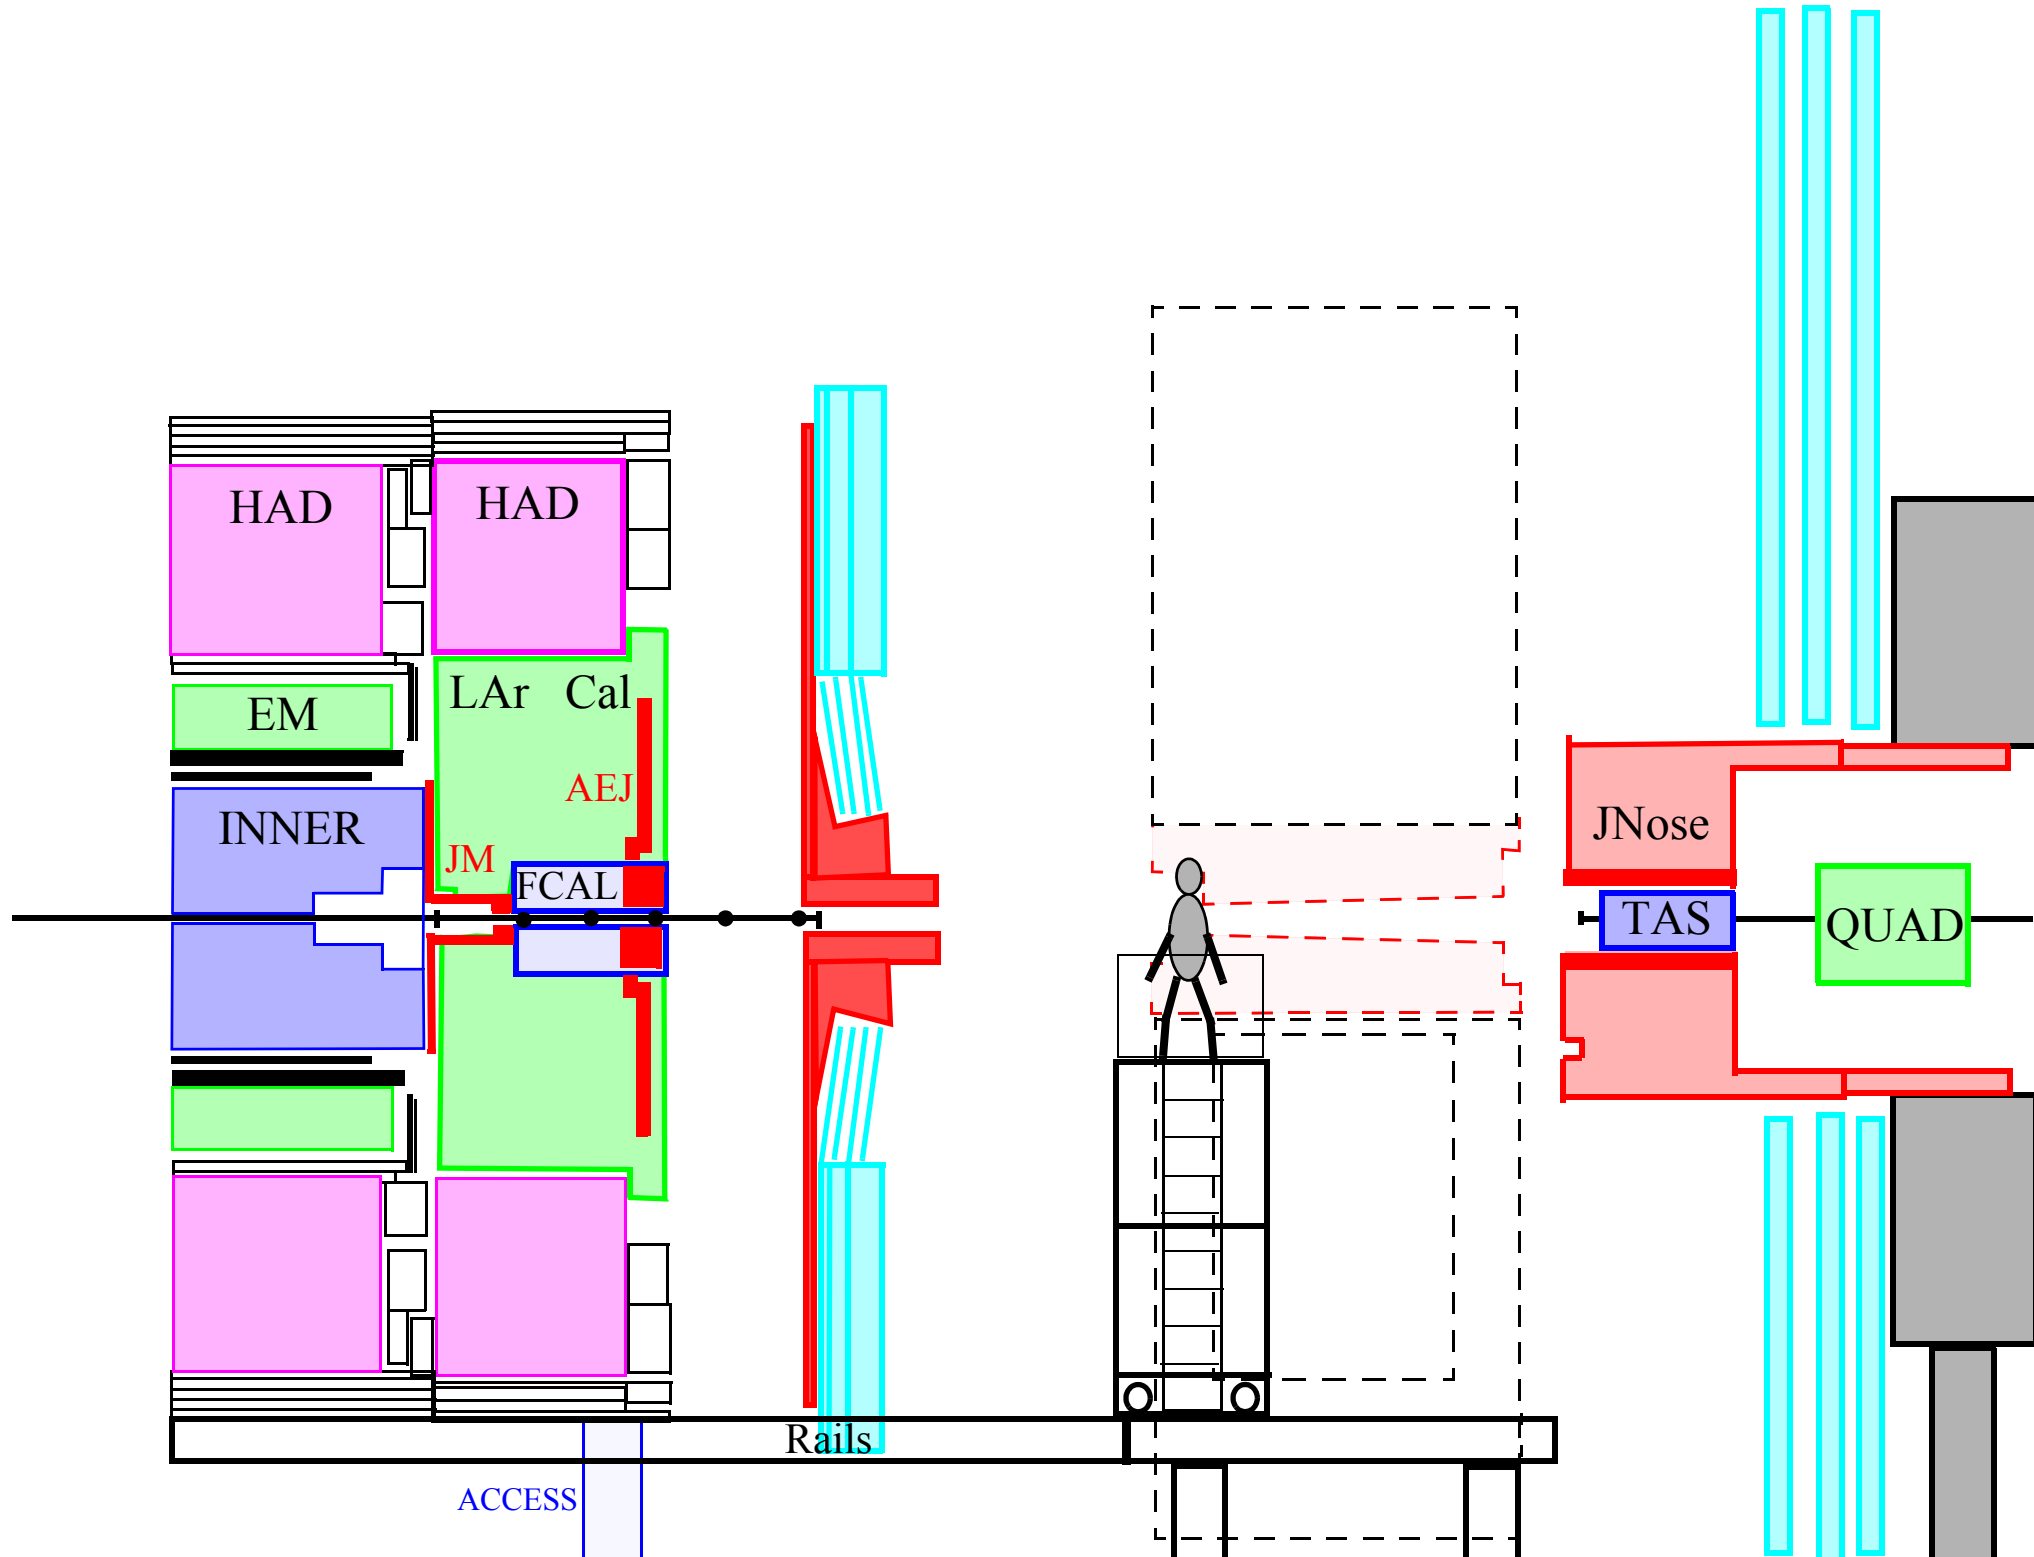 HAD
HAD
LAr Cal
EM
AEJ
INNER
JNose
JM
FCAL
TAS
QUAD
Rails
ACCESS